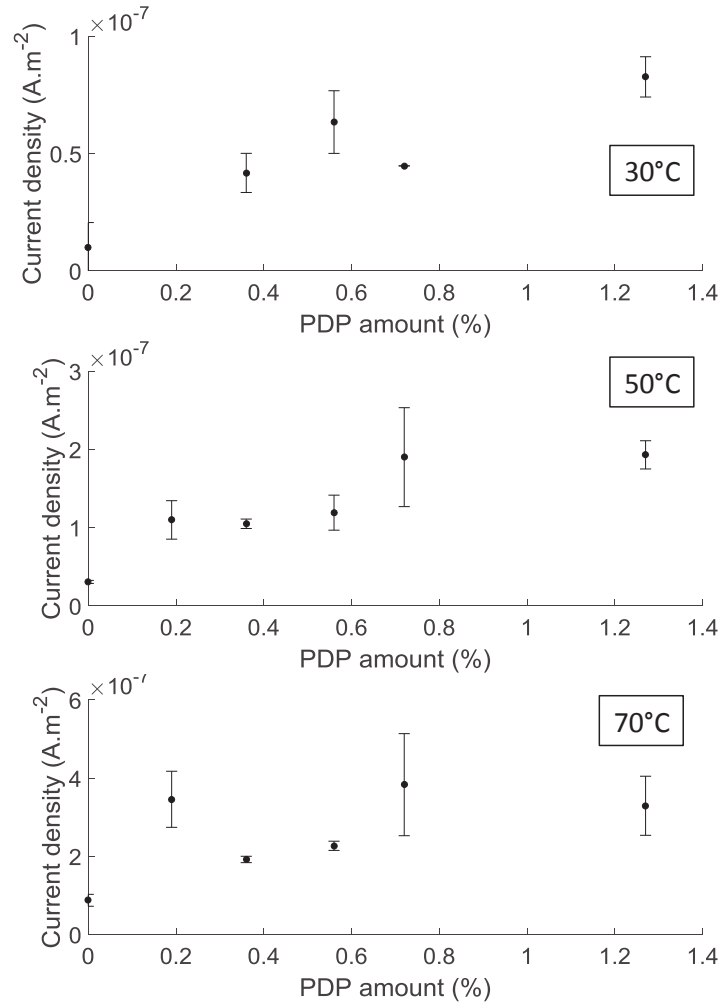 1 ×10-7
Current density (A.m-2)
0.5
30°C
0
0 0.2 0.4 0.6 0.8 1 1.2 1.4
PDP amount (%)
3 ×10-7
Current density (A.m-2)
50°C
2
1
0
0 0.2 0.4 0.6 0.8 1 1.2 1.4
PDP amount (%)
6 ×10-7
Current density (A.m-2)
70°C
4
2
0
0 0.2 0.4 0.6 0.8 1 1.2 1.4
PDP amount (%)